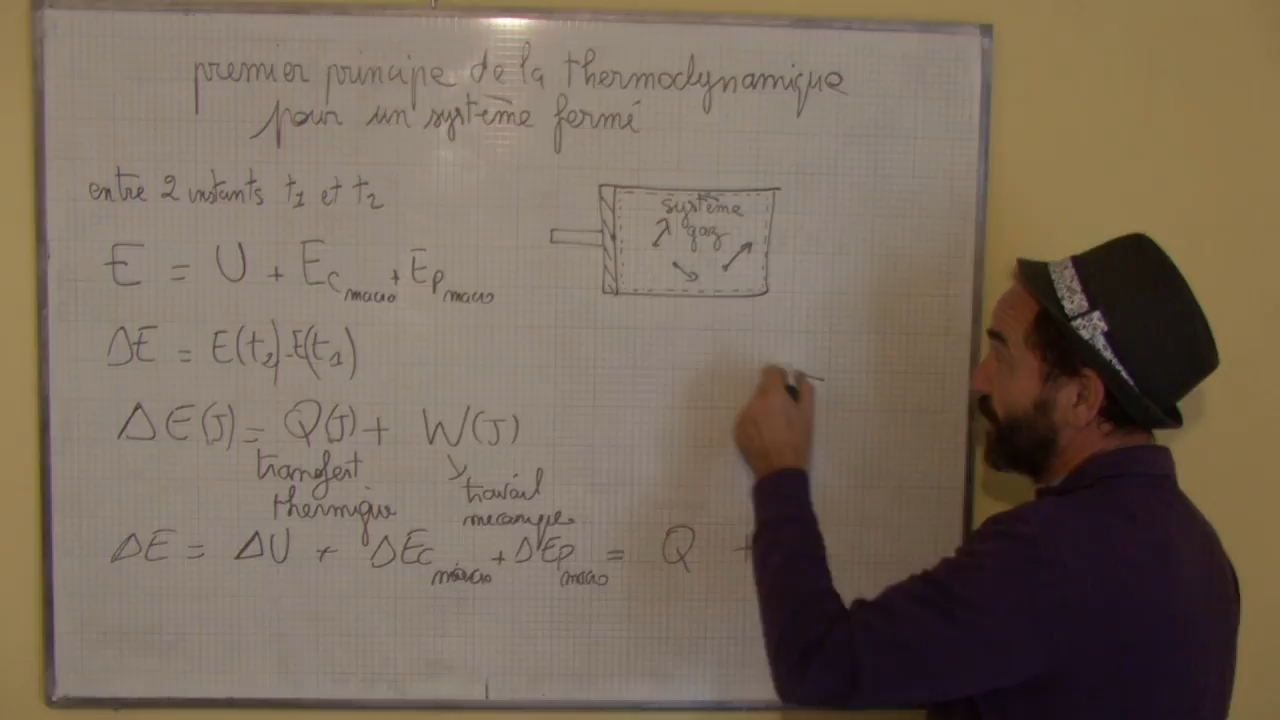 premier principe de la thermodynamique
pour un système fermé
entre 2 instants t₁ et t₂
système
gaz
E = U + Ec macro + Ep macro
ΔE = E(t₂) - E(t₁)
ΔE(J) = Q(J) + W(J)
transfert
thermique
travail
mécanique
ΔE = ΔU + ΔEc macro + ΔEp macro = Q +